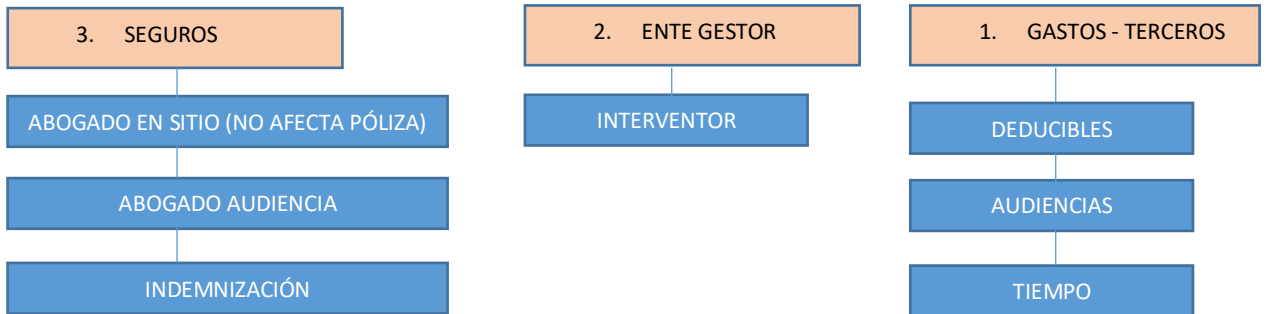 3. SEGUROS
ABOGADO EN SITIO (NO AFECTA PÓLIZA)
ABOGADO AUDIENCIA
INDEMNIZACIÓN
2. ENTE GESTOR
INTERVENTOR
1. GASTOS - TERCEROS
DEDUCIBLES
AUDIENCIAS
TIEMPO